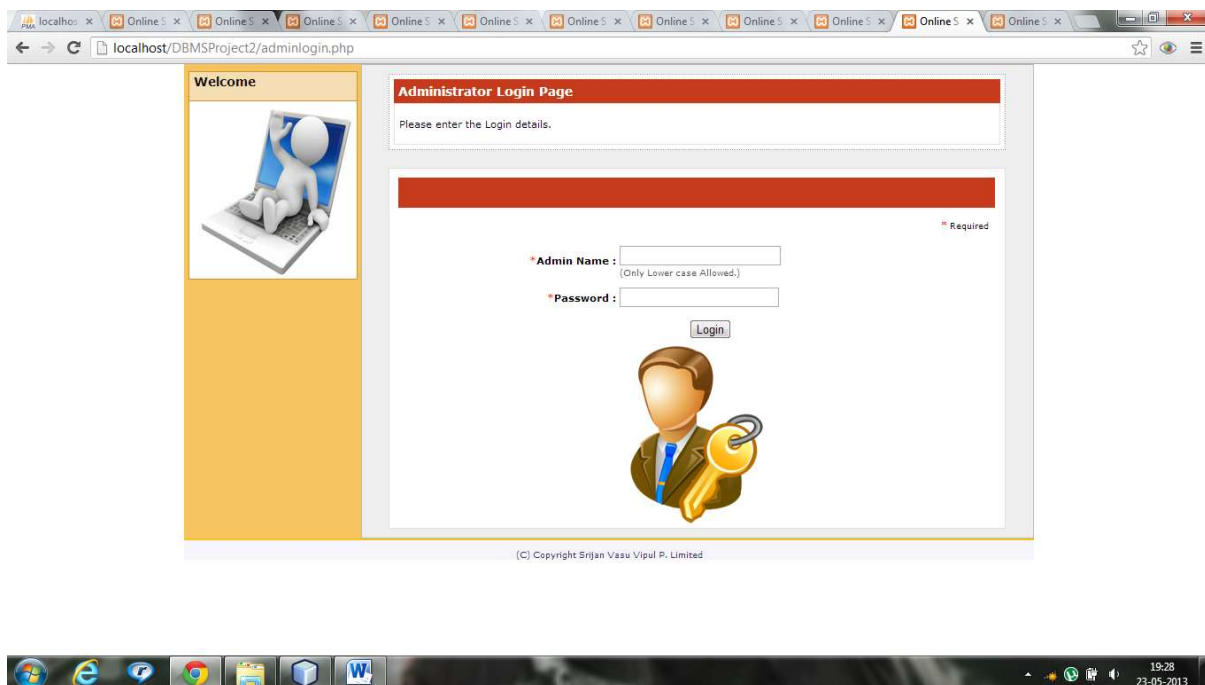 localhos
Online S
Online S
Online S
Online S
Online S
Online S
Online S
Online S
Online S
Online S
Online S
localhost/DBMSProject2/adminlogin.php
Welcome
Administrator Login Page
Please enter the Login details.
* Required
*Admin Name :
(Only Lower case Allowed.)
*Password :
Login
(C) Copyright Srijan Vasu Vipul P. Limited
19:28
23-05-2013